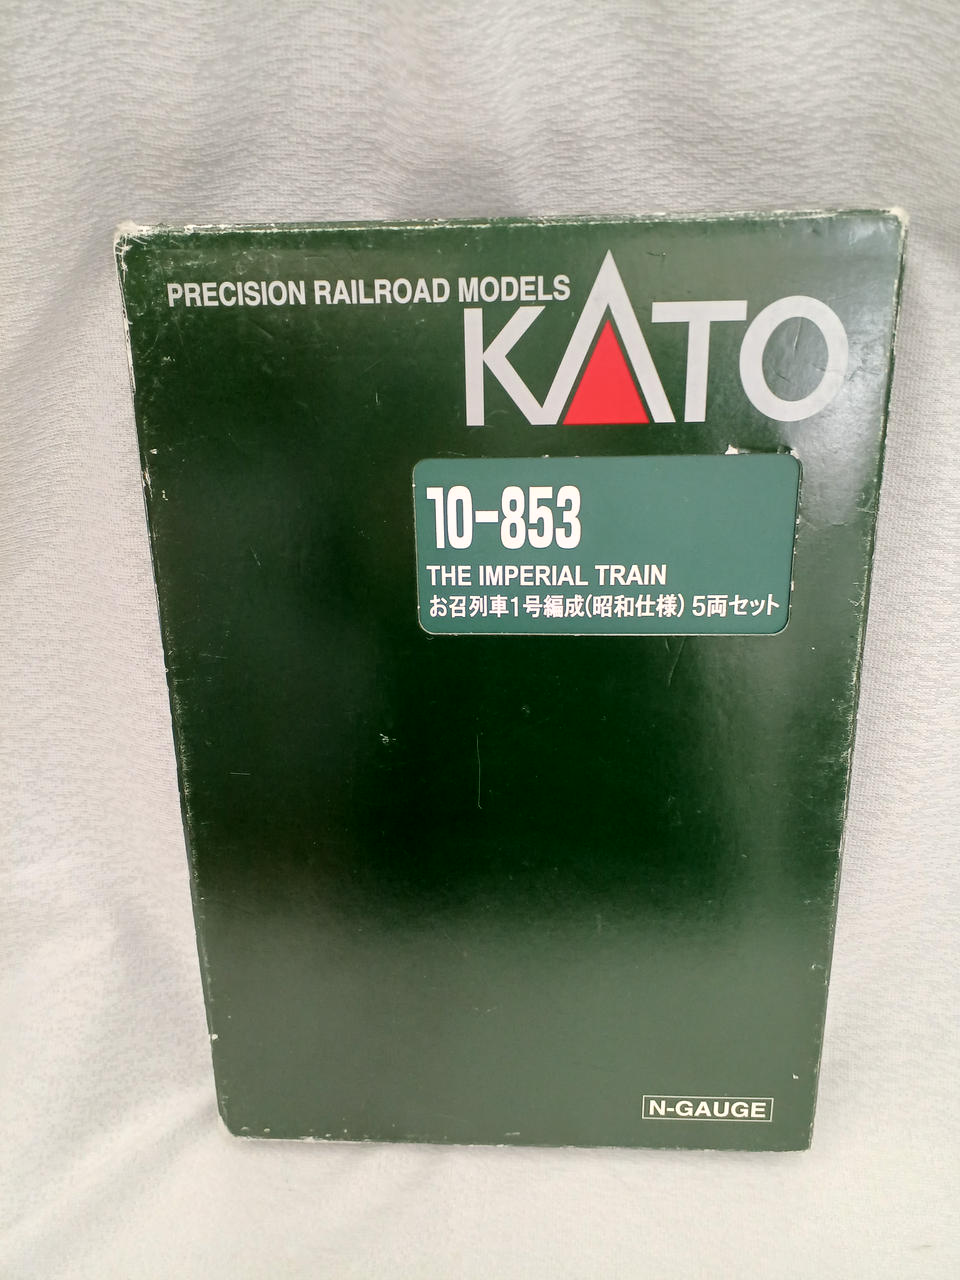 PRECISION RAILROAD MODELS
KATO
10-853
THE IMPERIAL TRAIN
お召列車1号編成(昭和仕様) 5両セット
N-GAUGE